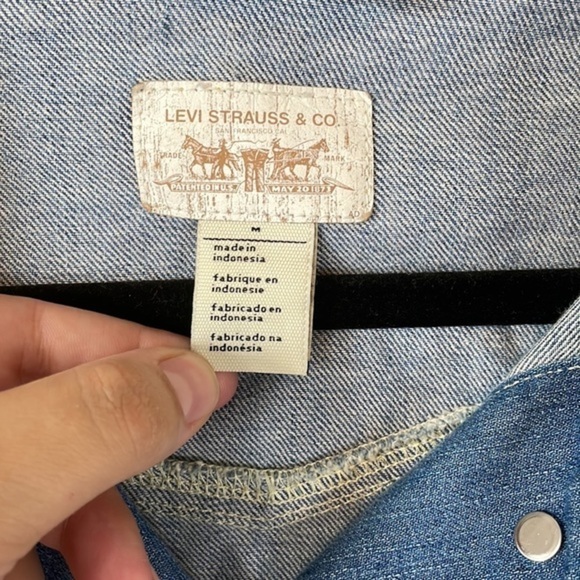 LEVI STRAUSS & CO
SAN FRANCISCO CAL
TRADE MARK
PATENTED IN U.S. MAY 20 1873
M
made in
indonesia
fabrique en
indonesie
fabricado en
indonesia
fabricado na
indonésia